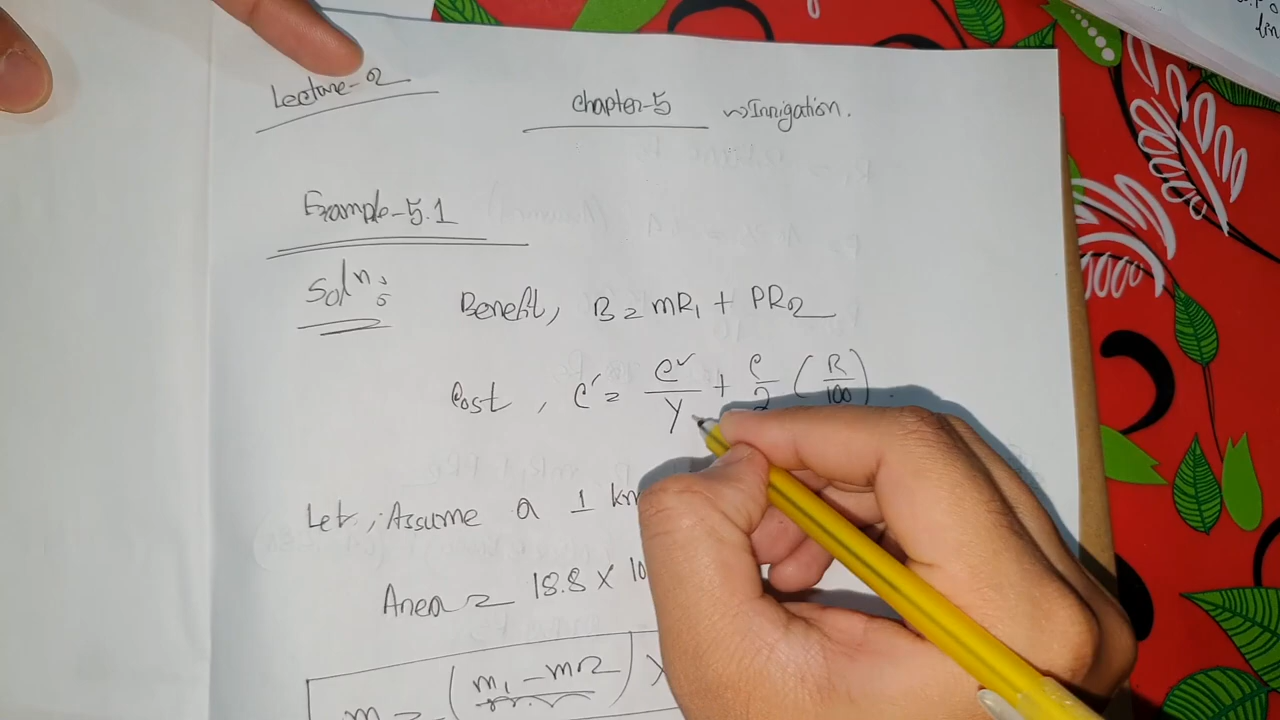 Lecture-2
Chapter-5 ~Irrigation.
Example-5.1
Soln:
Benefit, B = mR1 + PR2
Cost, C' = C√/Y + C/2 (R/100)
Let, Assume a 1 km
Area = 18.8 × 10
m = (m1 - m2) ×